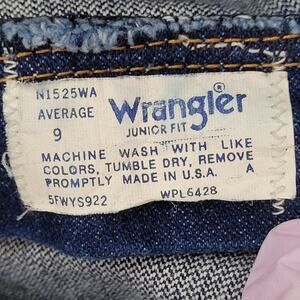 N1525WA
AVERAGE
9
Wrangler®
JUNIOR FIT
MACHINE WASH WITH LIKE
COLORS, TUMBLE DRY, REMOVE
PROMPTLY MADE IN U.S.A. A
5FWYS922 WPL6428